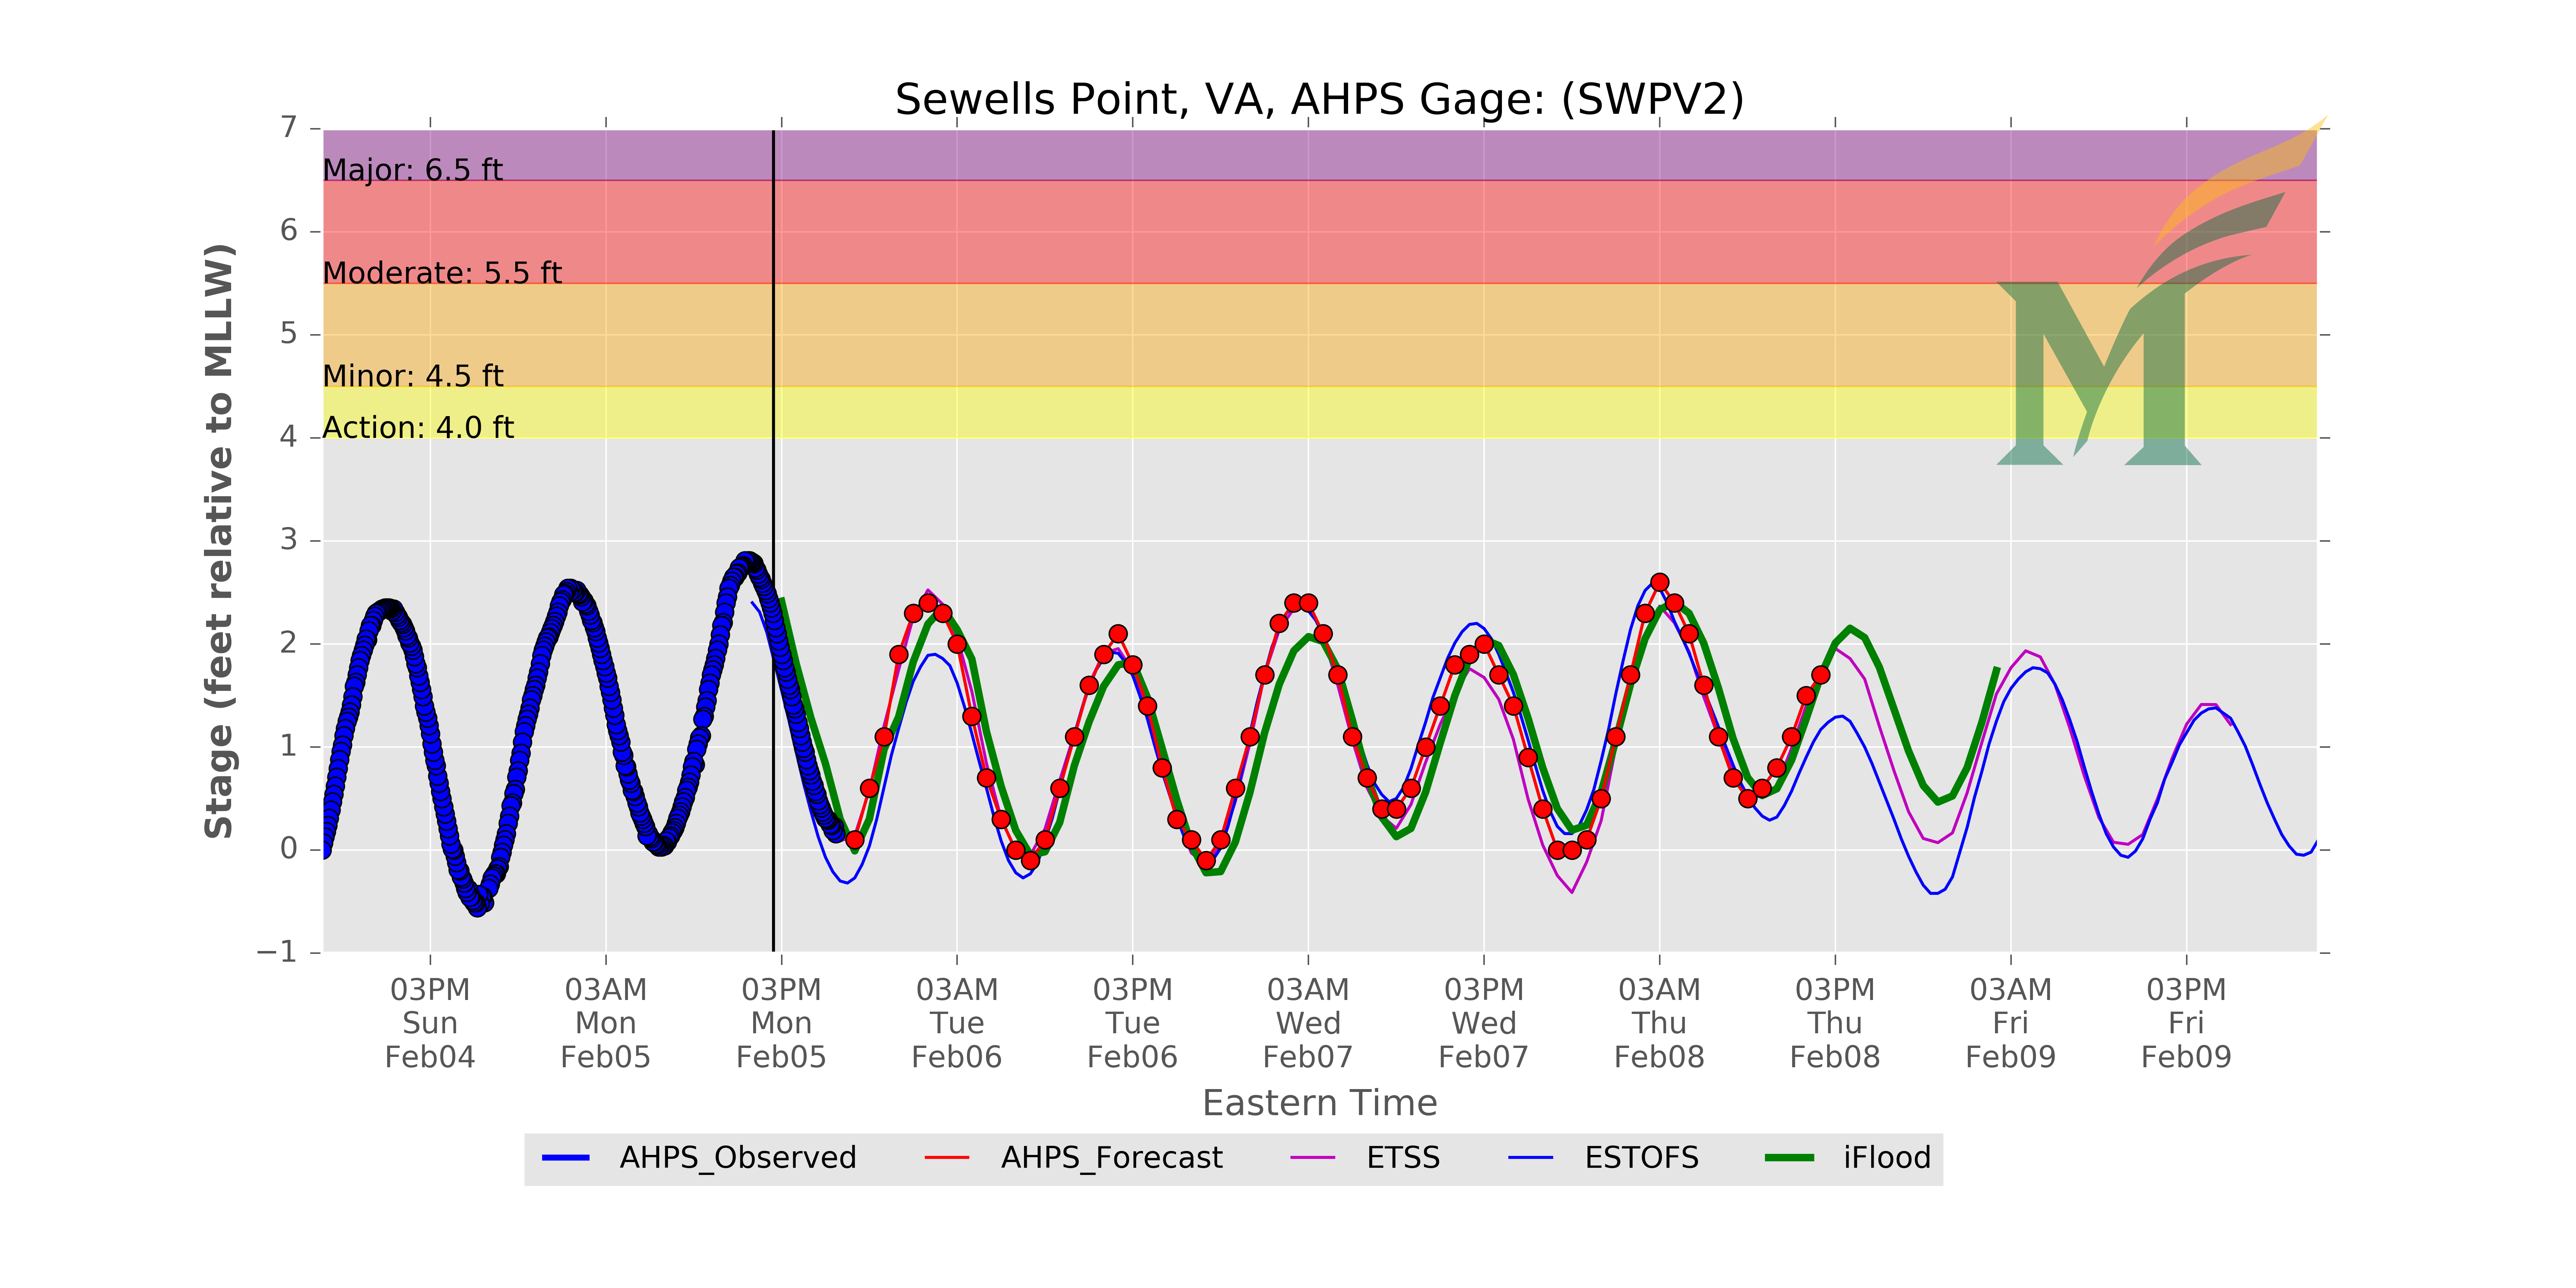 Sewells Point, VA, AHPS Gage: (SWPV2)
Stage (feet relative to MLLW)
7
6
5
4
3
2
1
0
−1
Major: 6.5 ft
Moderate: 5.5 ft
Minor: 4.5 ft
Action: 4.0 ft
M
03PM 03AM 03PM 03AM 03PM 03AM 03PM 03AM 03PM 03AM 03PM
Sun Mon Mon Tue Tue Wed Wed Thu Thu Fri Fri
Feb04 Feb05 Feb05 Feb06 Feb06 Feb07 Feb07 Feb08 Feb08 Feb09 Feb09
Eastern Time
AHPS_Observed AHPS_Forecast ETSS ESTOFS iFlood